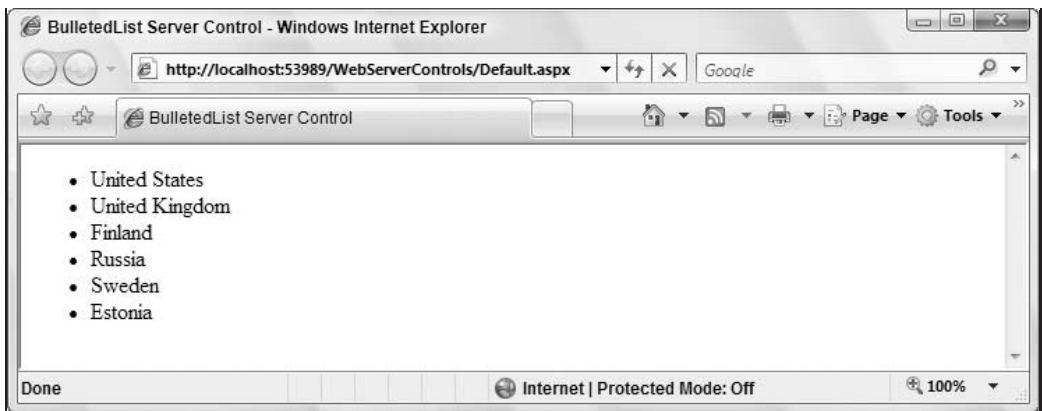 BulletedList Server Control - Windows Internet Explorer
http://localhost:53989/WebServerControls/Default.aspx
Google
BulletedList Server Control
Page
Tools
• United States
• United Kingdom
• Finland
• Russia
• Sweden
• Estonia
Done
Internet | Protected Mode: Off
100%